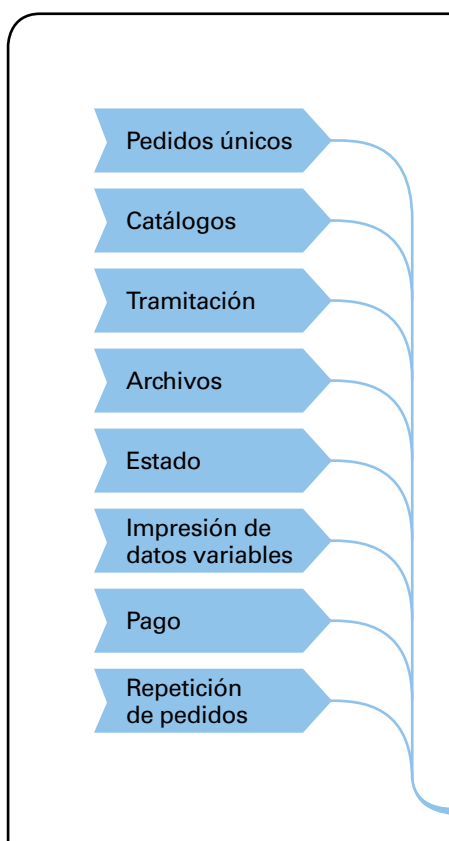 Pedidos únicos
Catálogos
Tramitación
Archivos
Estado
Impresión de
datos variables
Pago
Repetición
de pedidos